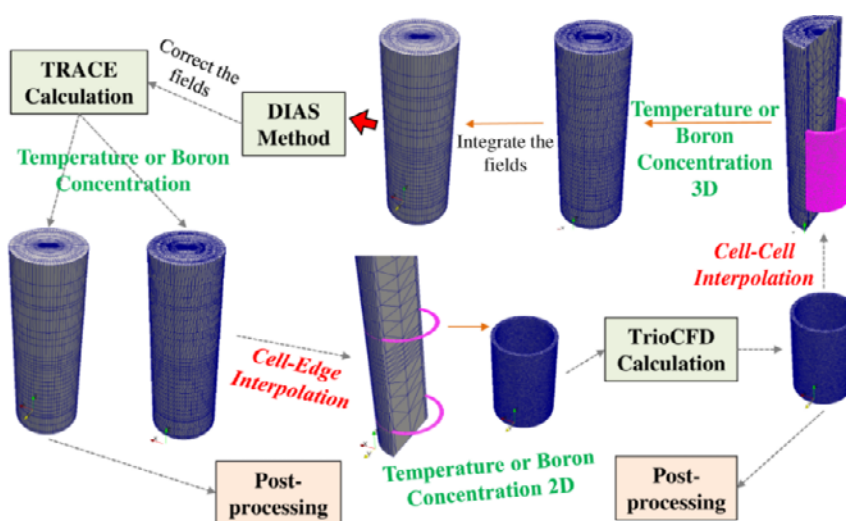 TRACE
Calculation
Correct the
fields
DIAS
Method
Integrate the
fields
Temperature or
Boron
Concentration
3D
Temperature or Boron
Concentration
Cell-Cell
Interpolation
Cell-Edge
Interpolation
TrioCFD
Calculation
Temperature or Boron
Concentration 2D
Post-
processing
Post-
processing